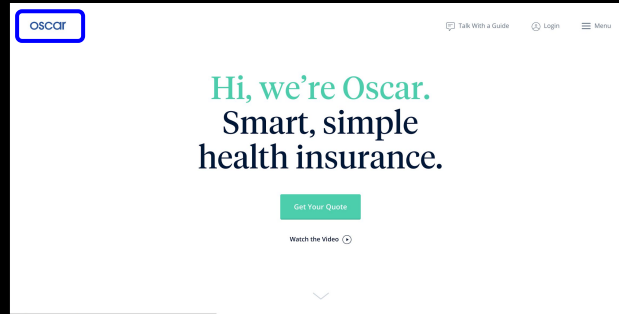 oscar
Talk With a Guide
Login
Menu
Hi, we're Oscar.
Smart, simple
health insurance.
Get Your Quote
Watch the Video